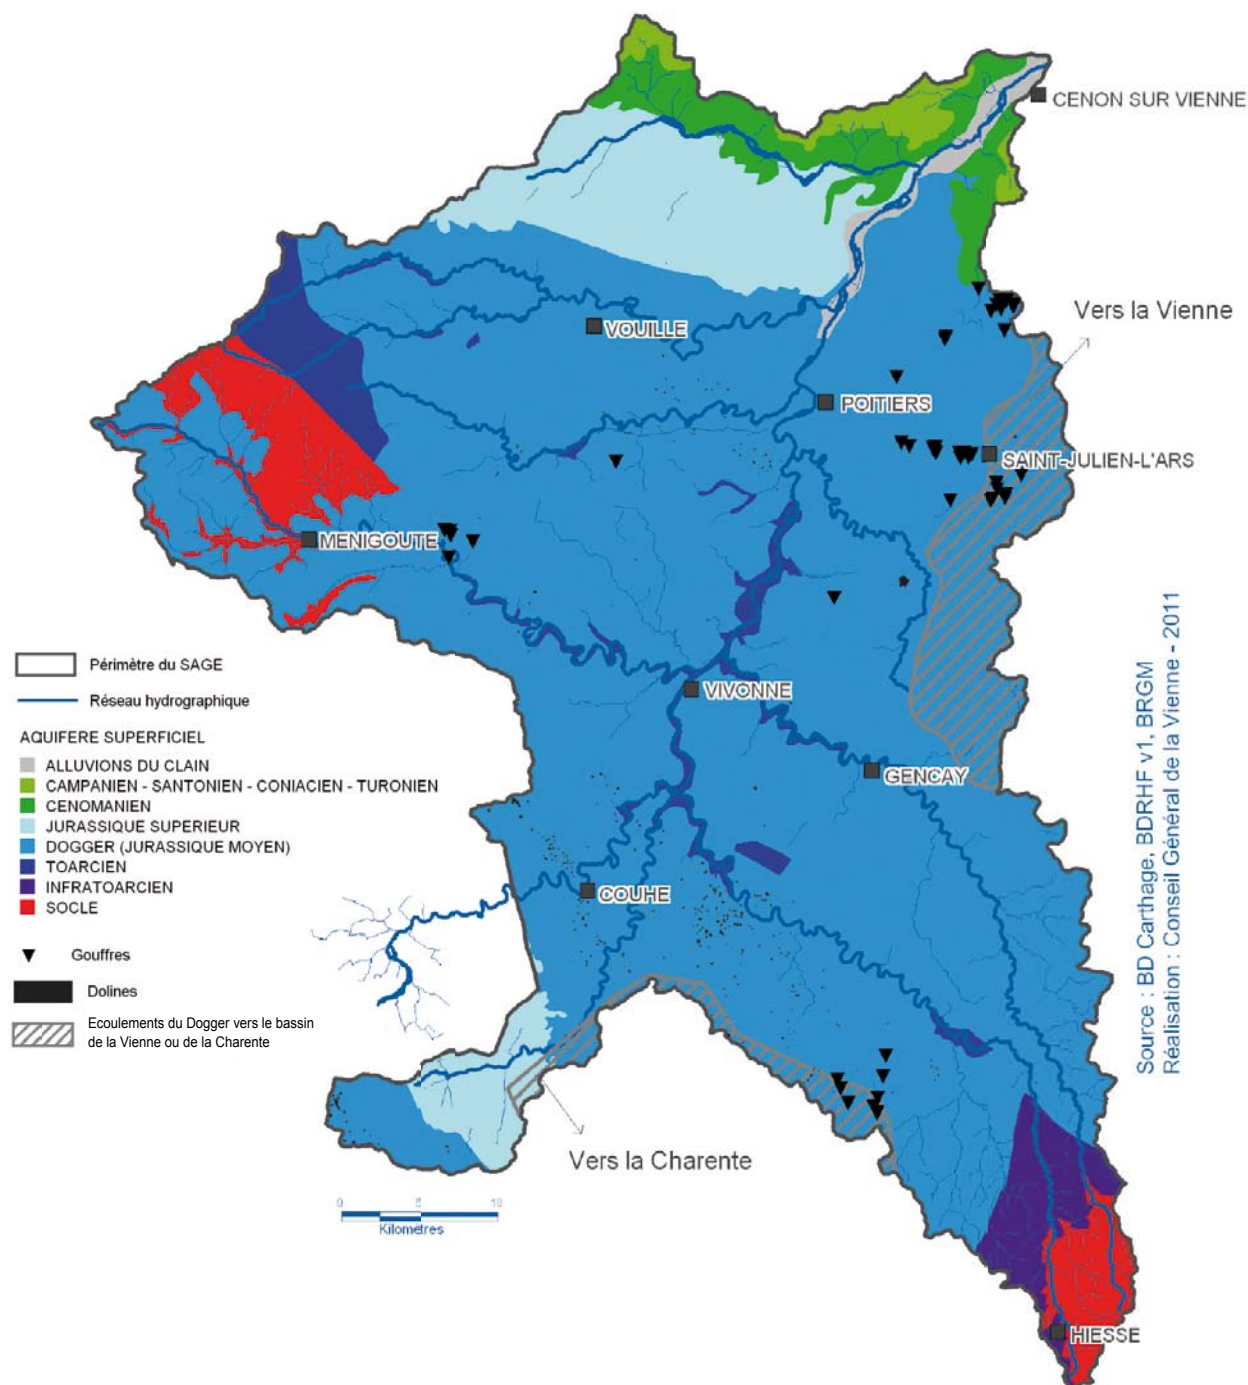 CENON SUR VIENNE
Vers la Vienne
VOUILLE
POITIERS
SAINT-JULIEN-L'ARS
MENIGOUTE
VIVONNE
GENCAY
COUHE
Vers la Charente
HIESSE
Périmètre du SAGE
Réseau hydrographique
AQUIFERE SUPERFICIEL
ALLUVIONS DU CLAIN
CAMPANIEN - SANTONIEN - CONIACIEN - TURONIEN
CENOMANIEN
JURASSIQUE SUPERIEUR
DOGGER (JURASSIQUE MOYEN)
TOARCIEN
INFRATOARCIEN
SOCLE
Gouffres
Dolines
Ecoulements du Dogger vers le bassin
de la Vienne ou de la Charente
0 5 10
Kilomètres
Source : BD Carthage, BDRHF v1, BRGM
Réalisation : Conseil Général de la Vienne - 2011